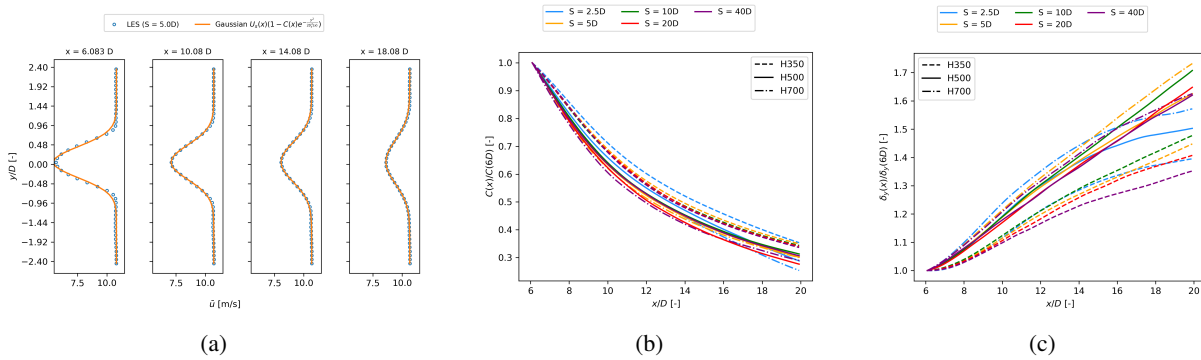 LES (S = 5.0D) Gaussian
x = 6.083 D x = 10.08 D x = 14.08 D x = 18.08 D
y/D [-]
2.40
1.92
1.44
0.96
0.48
0.00
−0.48
−0.96
−1.44
−1.92
−2.40
7.5 10.0 7.5 10.0 7.5 10.0 7.5 10.0
ū [m/s]
(a)
S = 2.5D S = 10D S = 40D
S = 5D S = 20D
H350
H500
H700
C(x)/C(6D) [-]
1.0
0.9
0.8
0.7
0.6
0.5
0.4
0.3
6 8 10 12 14 16 18 20
x/D [-]
(b)
S = 2.5D S = 10D S = 40D
S = 5D S = 20D
H350
H500
H700
δy(x)/δy(6D) [-]
1.7
1.6
1.5
1.4
1.3
1.2
1.1
1.0
6 8 10 12 14 16 18 20
x/D [-]
(c)